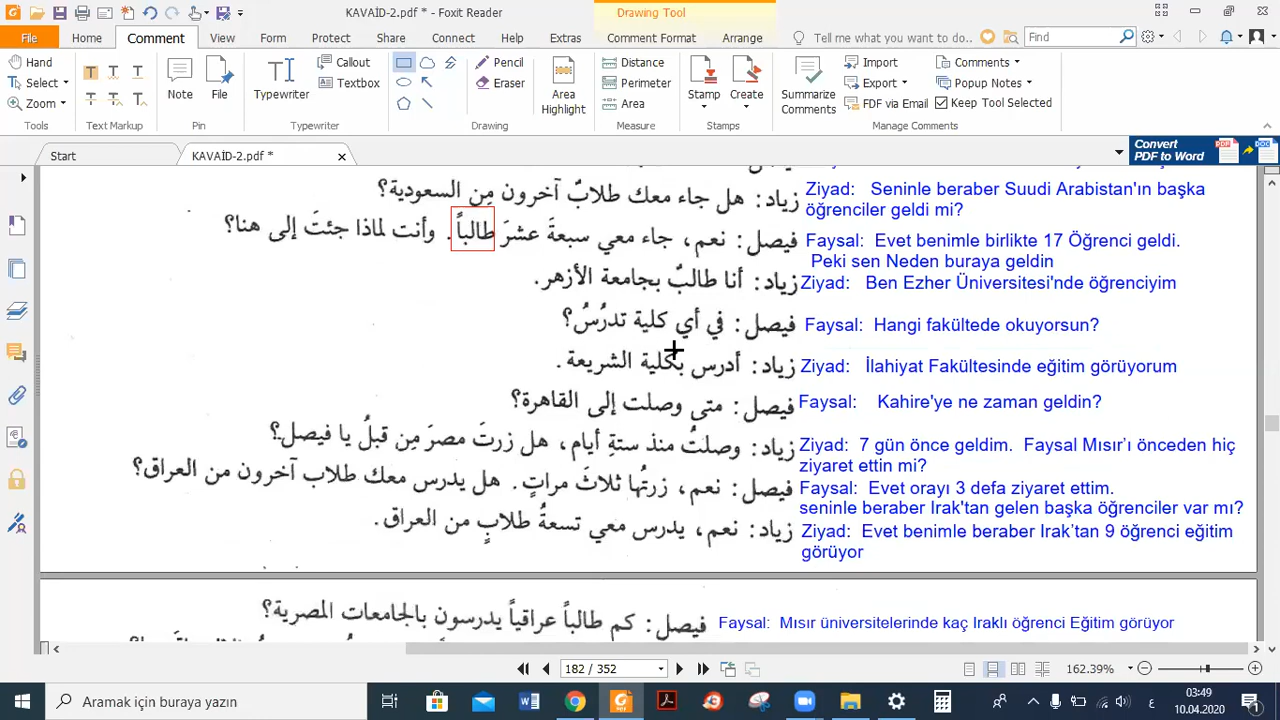 KAVAİD-2.pdf * - Foxit Reader
Drawing Tool
File Home Comment View Form Protect Share Connect Help Extras Comment Format Arrange Tell me what you want to do.. Find
Hand
Select
Zoom
Tools
Text Markup
Note
File
Pin
Typewriter
Callout
Textbox
Typewriter
Pencil
Eraser
Area
Highlight
Drawing
Distance
Perimeter
Area
Measure
Stamp
Create
Stamps
Summarize
Comments
Import
Export
FDF via Email
Comments
Popup Notes
Keep Tool Selected
Manage Comments
Start
KAVAİD-2.pdf *
Convert
PDF to Word
زياد: هل جاء معك طلابٌ آخرون مِن السعودية؟
Ziyad: Seninle beraber Suudi Arabistan'ın başka
öğrenciler geldi mi?
فيصل: نعم، جاء معي سبعةَ عشرَ طالباً. وأنت لماذا جئتَ إلى هنا؟
Faysal: Evet benimle birlikte 17 Öğrenci geldi.
Peki sen Neden buraya geldin
زياد: أنا طالبٌ بجامعة الأزهر.
Ziyad: Ben Ezher Üniversitesi'nde öğrenciyim
فيصل: في أي كلية تدرُسُ؟
Faysal: Hangi fakültede okuyorsun?
زياد: أدرس بكلية الشريعة.
Ziyad: İlahiyat Fakültesinde eğitim görüyorum
فيصل: متى وصلت إلى القاهرة؟
Faysal: Kahire'ye ne zaman geldin?
زياد: وصلتُ منذ ستةِ أيام، هل زرتَ مصرَ مِن قبلُ يا فيصل؟
Ziyad: 7 gün önce geldim. Faysal Mısır’ı önceden hiç
ziyaret ettin mi?
فيصل: نعم، زرتُها ثلاثَ مراتٍ. هل يدرس معك طلاب آخرون من العراق؟
Faysal: Evet orayı 3 defa ziyaret ettim.
seninle beraber Irak'tan gelen başka öğrenciler var mı?
زياد: نعم، يدرس معي تسعةُ طلابٍ من العراق.
Ziyad: Evet benimle beraber Irak’tan 9 öğrenci eğitim
görüyor
فيصل: كم طالباً عراقياً يدرسون بالجامعات المصرية؟
Faysal: Mısır üniversitelerinde kaç Iraklı öğrenci Eğitim görüyor
182 / 352
162.39%
Aramak için buraya yazın
03:49
10.04.2020